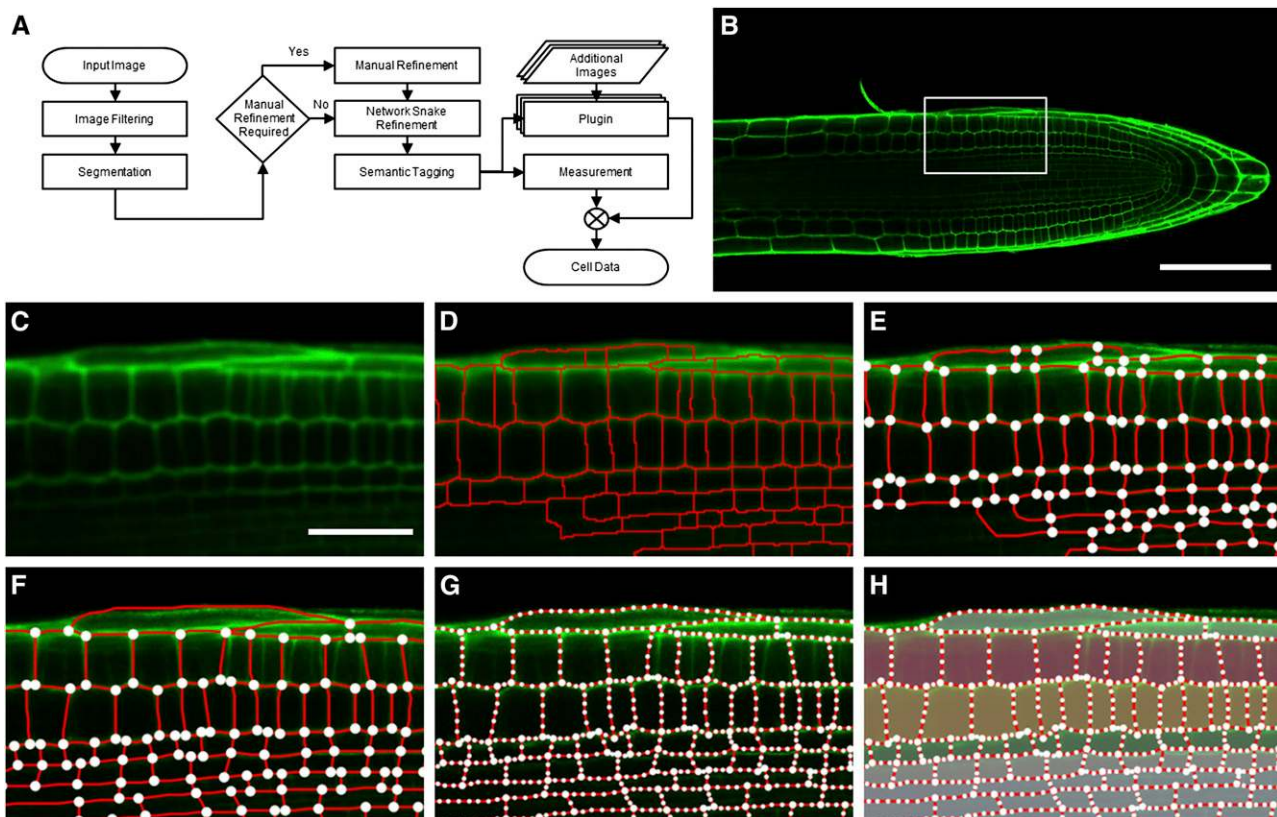 A
Input Image
Image Filtering
Segmentation
Manual
Refinement
Required
Yes
No
Manual Refinement
Network Snake
Refinement
Semantic Tagging
Additional
Images
Plugin
Measurement
Cell Data
B
C
D
E
F
G
H